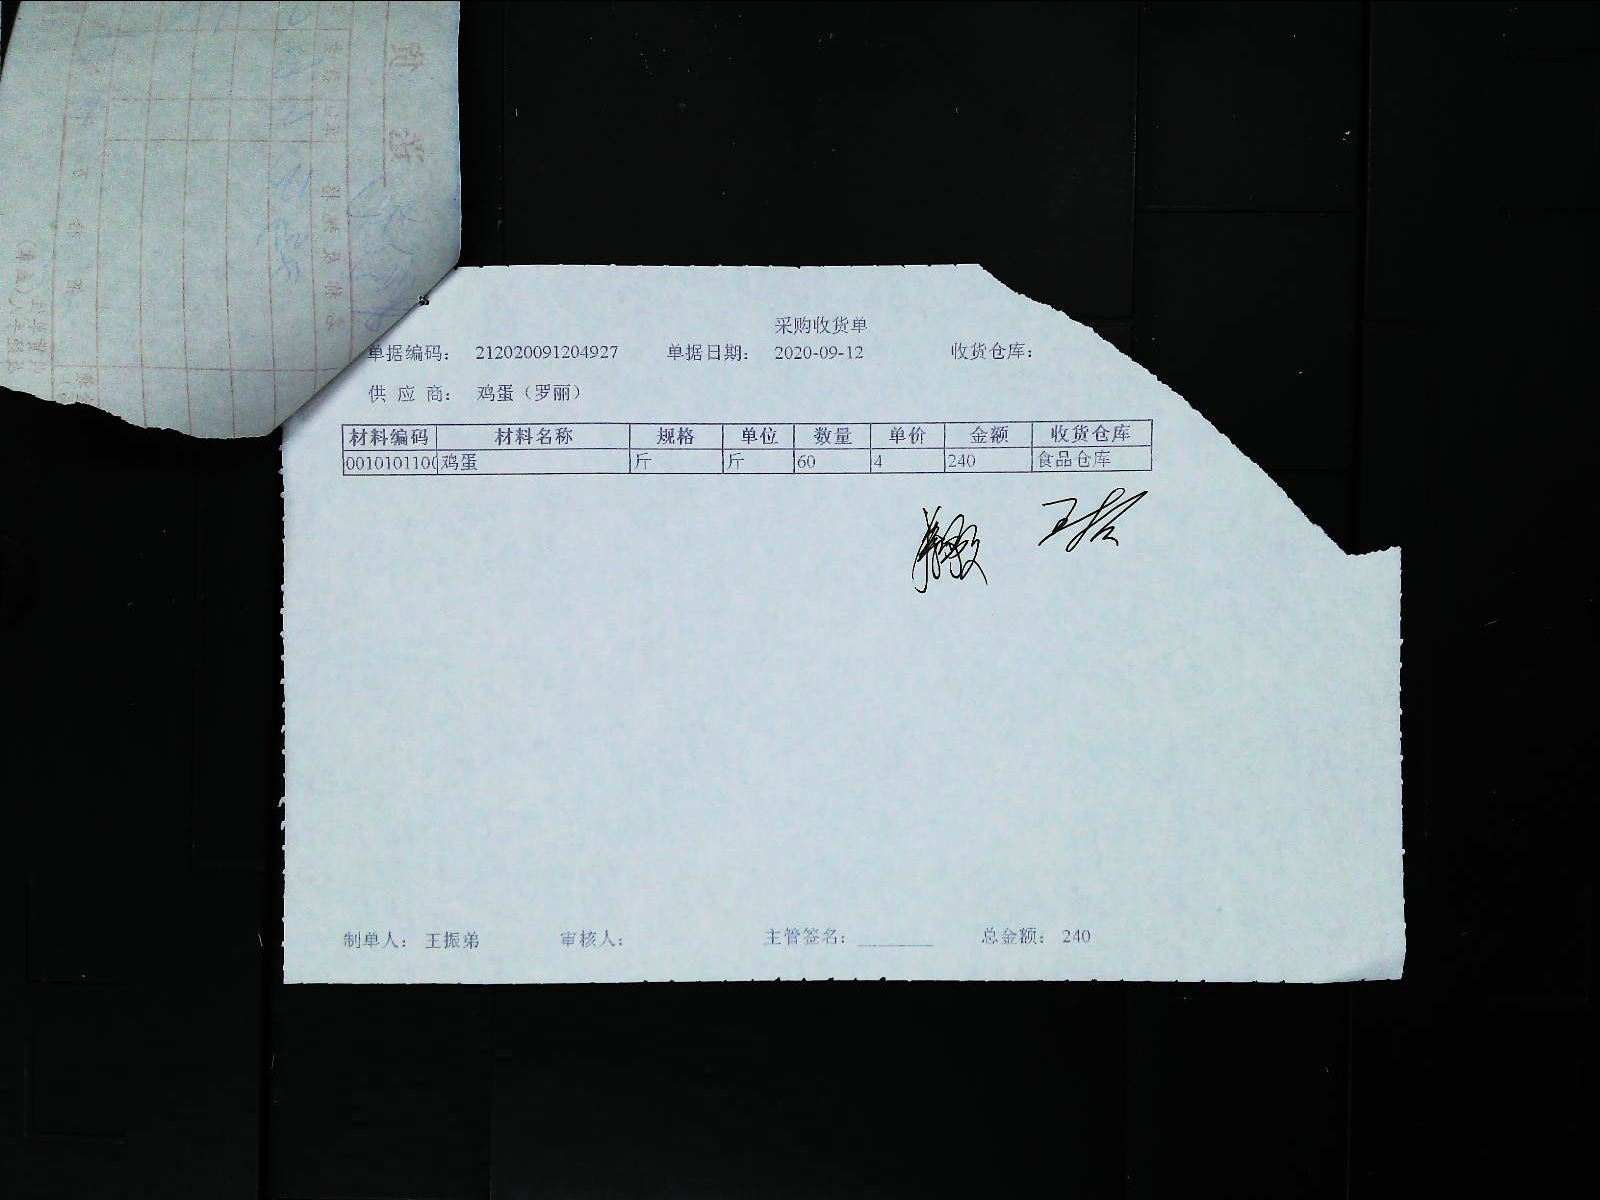 采购收货单
单据编码： 212020091204927 单据日期： 2020-09-12 收货仓库：
供 应 商： 鸡蛋（罗丽）
材料编码 材料名称 规格 单位 数量 单价 金额 收货仓库
0010101100 鸡蛋 斤 斤 60 4 240 食品仓库
制单人： 王振弟 审核人： 主管签名： ________ 总金额： 240